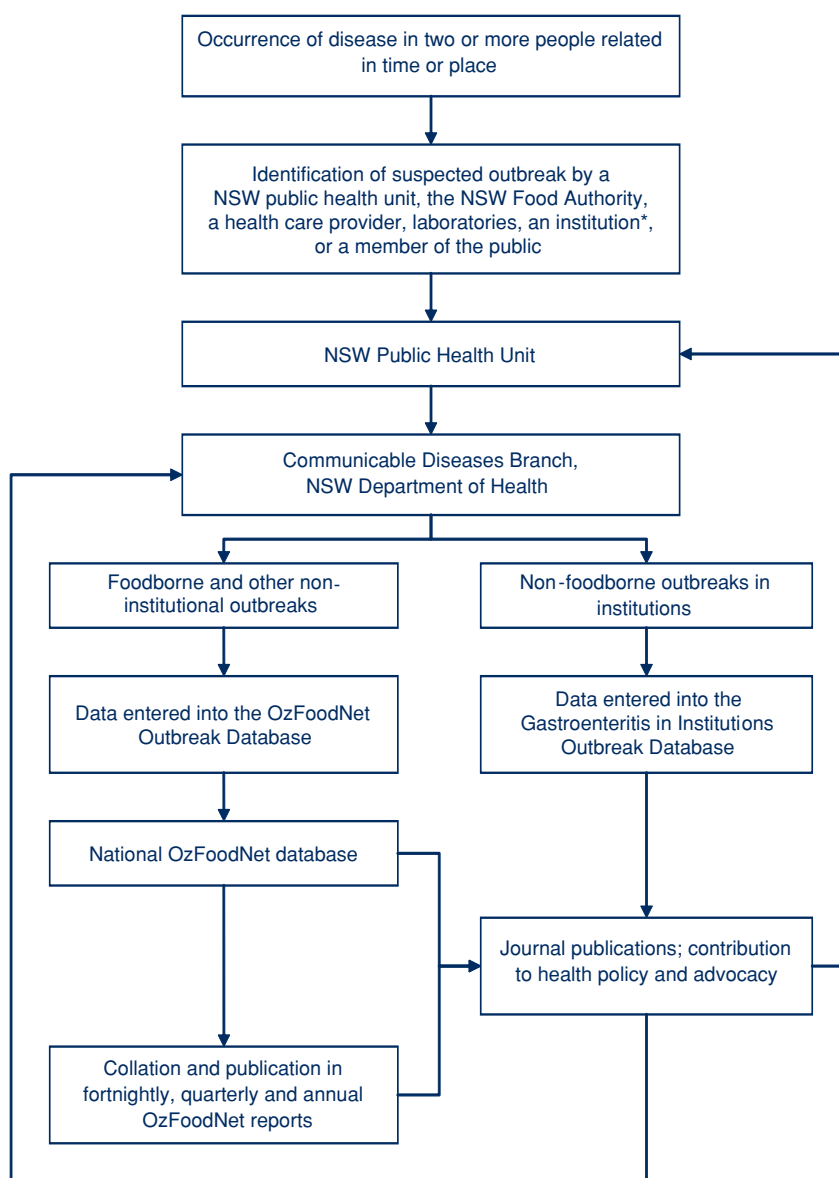 Occurrence of disease in two or more people related
in time or place
Identification of suspected outbreak by a
NSW public health unit, the NSW Food Authority,
a health care provider, laboratories, an institution*,
or a member of the public
NSW Public Health Unit
Communicable Diseases Branch,
NSW Department of Health
Foodborne and other non-
institutional outbreaks
Non-foodborne outbreaks in
institutions
Data entered into the OzFoodNet
Outbreak Database
Data entered into the
Gastroenteritis in Institutions
Outbreak Database
National OzFoodNet database
Journal publications; contribution
to health policy and advocacy
Collation and publication in
fortnightly, quarterly and annual
OzFoodNet reports